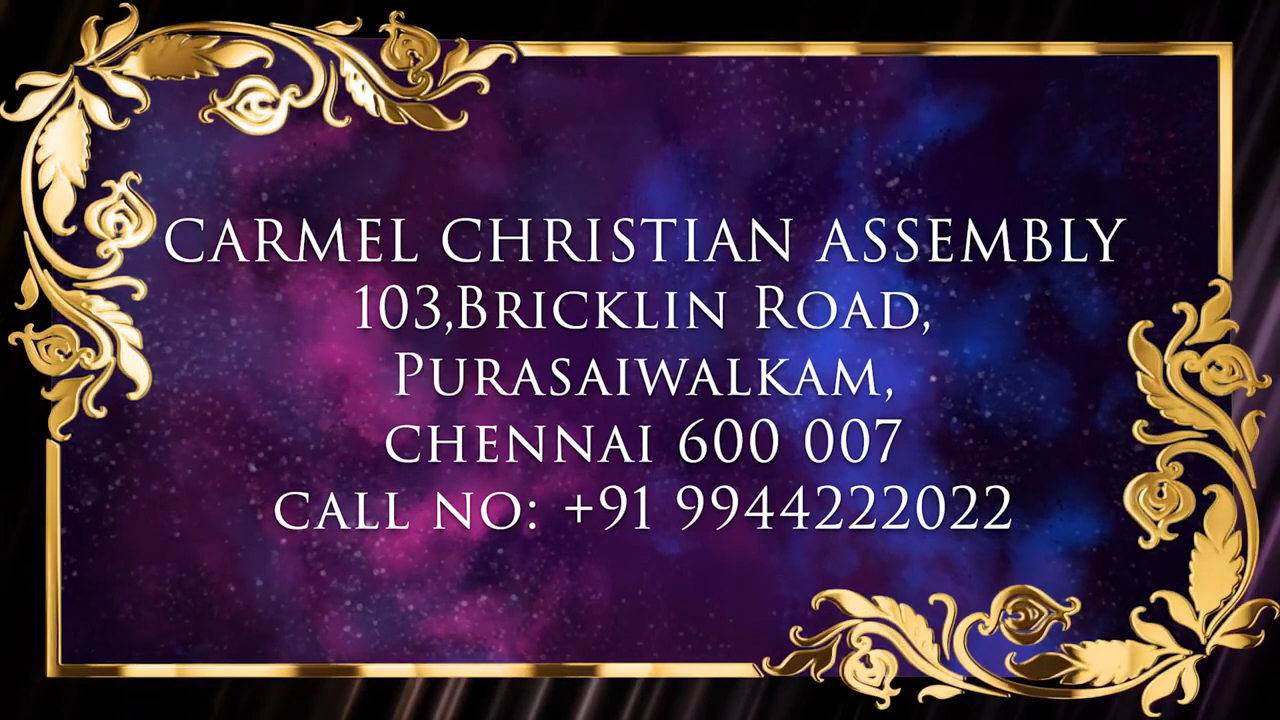 CARMEL CHRISTIAN ASSEMBLY
103,BRICKLIN ROAD,
PURASAIWALKAM,
CHENNAI 600 007
CALL NO: +91 9944222022